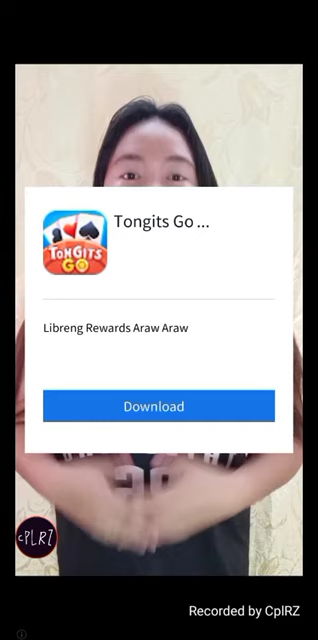 Tongits Go ...
TONGITS
GO
Libreng Rewards Araw Araw
Download
CPLRZ
Recorded by CplRZ